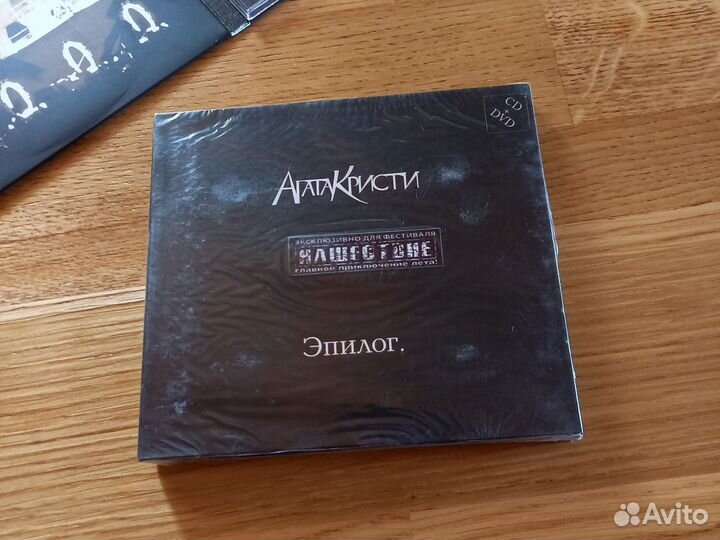 CD
+
DVD
АгатаКристи
ЭКСКЛЮЗИВНО ДЛЯ ФЕСТИВАЛЯ
НАШЕСТВИЕ
главное приключение лета!
Эпилог.
Avito